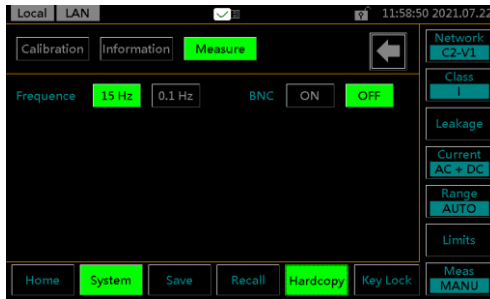 Local LAN 11:58:50 2021.07.22
Calibration Information Measure
Frequence 15 Hz 0.1 Hz BNC ON OFF
Network
C2-V1
Class
I
Leakage
Current
AC + DC
Range
AUTO
Limits
Meas
MANU
Home System Save Recall Hardcopy Key Lock